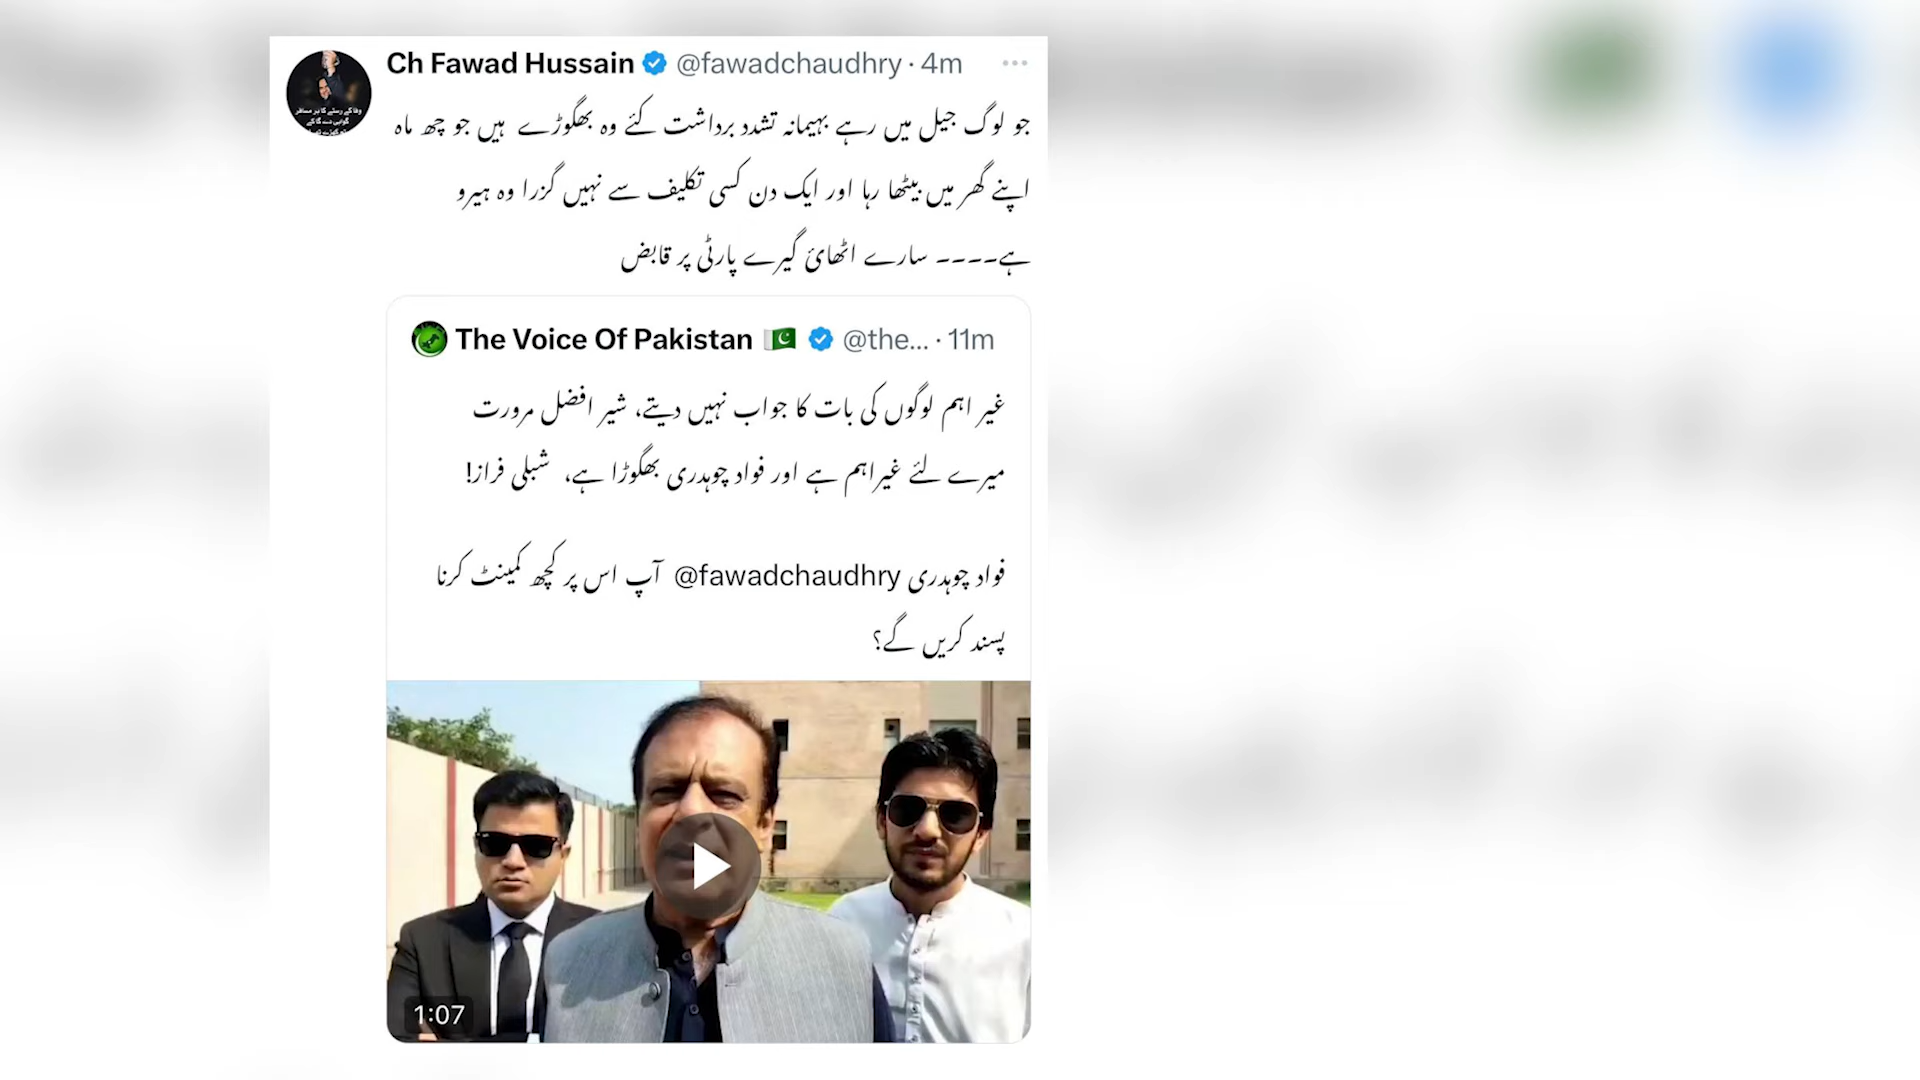 Ch Fawad Hussain @fawadchaudhry · 4m
جو لوگ جیل میں رہے بہیمانہ تشدد برداشت کئے وہ بھگوڑے ہیں جو چھ ماہ
اپنے گھر میں بیٹھا رہا اور ایک دن کسی تکلیف سے نہیں گزرا وہ ہیرو
ہے۔۔۔۔ سارے اٹھائ گیرے پارٹی پر قابض
The Voice Of Pakistan @the... · 11m
غیر اہم لوگوں کی بات کا جواب نہیں دیتے، شیر افضل مرورت
میرے لئے غیراہم ہے اور فواد چوہدری بھگوڑا ہے، شبلی فراز!
فواد چوہدری @fawadchaudhry آپ اس پر کچھ کمینٹ کرنا
پسند کریں گے؟
1:07